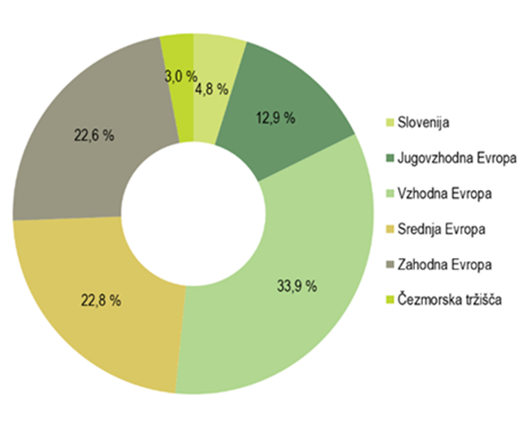 3,0 %
4,8 %
12,9 %
22,6 %
33,9 %
22,8 %
Slovenija
Jugovzhodna Evropa
Vzhodna Evropa
Srednja Evropa
Zahodna Evropa
Čezmorska tržišča